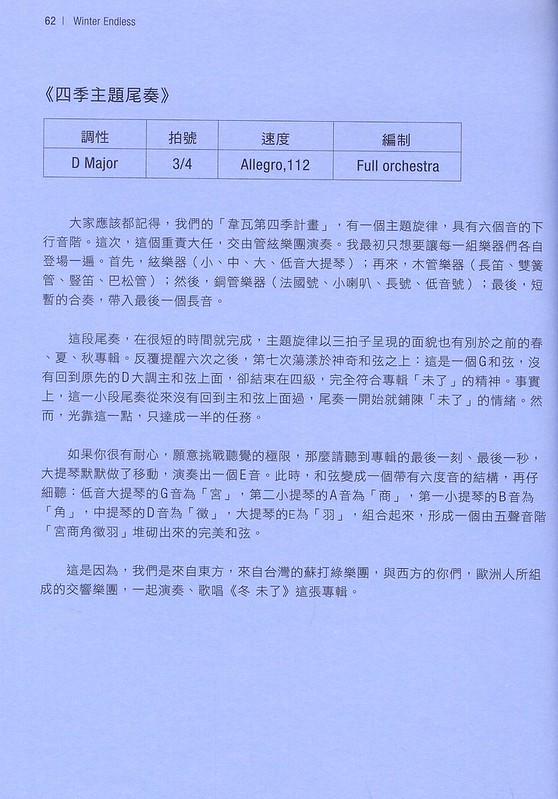 62 | Winter Endless
《四季主題尾奏》
調性 拍號 速度 編制
D Major 3/4 Allegro,112 Full orchestra
大家應該都記得，我們的「韋瓦第四季計畫」，有一個主題旋律，具有六個音的下
行音階。這次，這個重責大任，交由管絃樂團演奏。我最初只想要讓每一組樂器們各自
登場一遍。首先，絃樂器（小、中、大、低音大提琴）；再來，木管樂器（長笛、雙簧
管、豎笛、巴松管）；然後，銅管樂器（法國號、小喇叭、長號、低音號）；最後，短
暫的合奏，帶入最後一個長音。
這段尾奏，在很短的時間就完成，主題旋律以三拍子呈現的面貌也有別於之前的春
、夏、秋專輯。反覆提醒六次之後，第七次蕩漾於神奇和弦之上：這是一個G和弦，沒
有回到原先的D大調主和弦上面，卻結束在四級，完全符合專輯「未了」的精神。事實
上，這一小段尾奏從來沒有回到主和弦上面過，尾奏一開始就鋪陳「未了」的情緒。然
而，光靠這一點，只達成一半的任務。
如果你很有耐心，願意挑戰聽覺的極限，那麼請聽到專輯的最後一刻、最後一秒，
大提琴默默做了移動，演奏出一個E音。此時，和弦變成一個帶有六度音的結構，再仔
細聽：低音大提琴的G音為「宮」，第二小提琴的A音為「商」，第一小提琴的B音為
「角」，中提琴的D音為「徵」，大提琴的E為「羽」，組合起來，形成一個由五聲音階
「宮商角徵羽」堆砌出來的完美和弦。
這是因為，我們是來自東方，來自台灣的蘇打綠樂團，與西方的你們，歐洲人所組
成的交響樂團，一起演奏、歌唱《冬 未了》這張專輯。